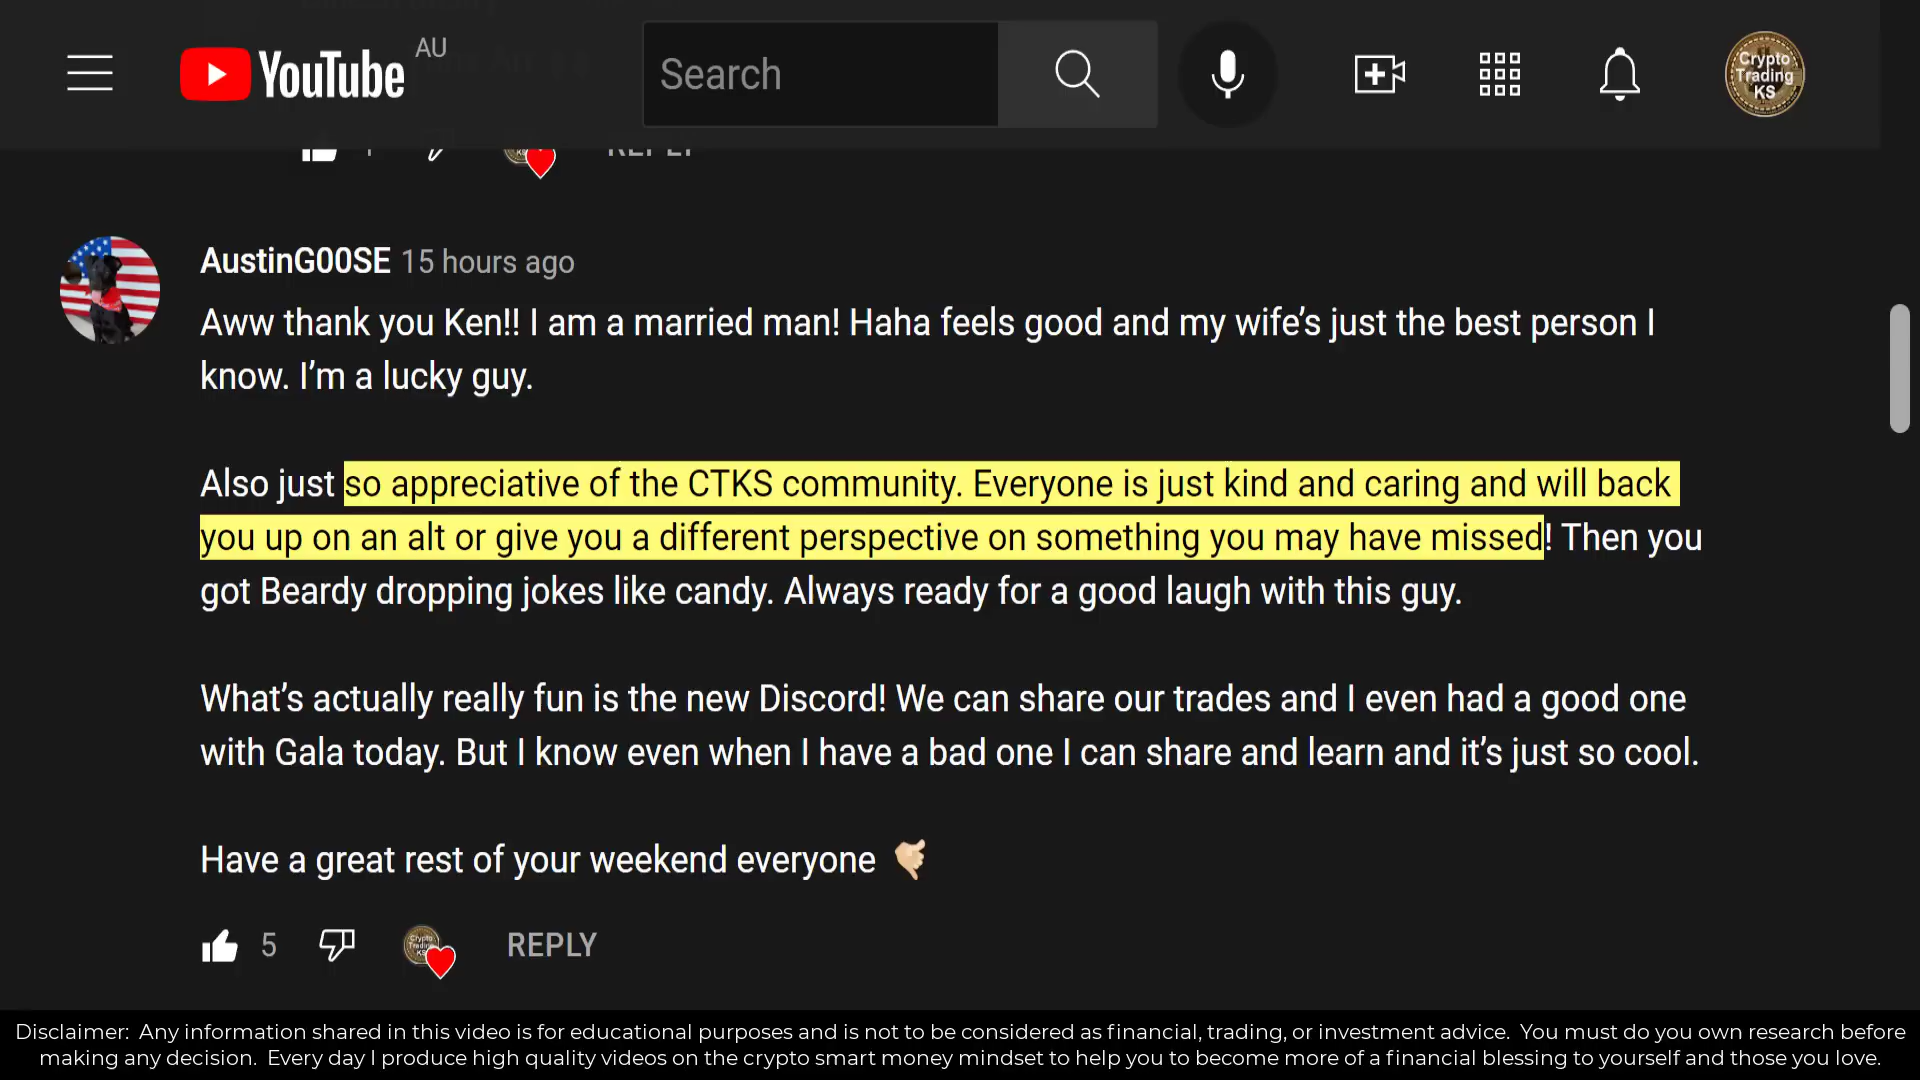 YouTube AU
Search
Crypto
Trading
KS
REPLY
AustinG00SE 15 hours ago
Aww thank you Ken!! I am a married man! Haha feels good and my wife’s just the best person I
know. I’m a lucky guy.
Also just so appreciative of the CTKS community. Everyone is just kind and caring and will back
you up on an alt or give you a different perspective on something you may have missed! Then you
got Beardy dropping jokes like candy. Always ready for a good laugh with this guy.
What’s actually really fun is the new Discord! We can share our trades and I even had a good one
with Gala today. But I know even when I have a bad one I can share and learn and it’s just so cool.
Have a great rest of your weekend everyone 🤙🏻
5 REPLY
Disclaimer: Any information shared in this video is for educational purposes and is not to be considered as financial, trading, or investment advice. You must do you own research before
making any decision. Every day I produce high quality videos on the crypto smart money mindset to help you to become more of a financial blessing to yourself and those you love.